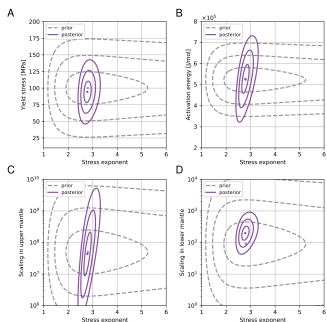 A
B
×10⁵
prior
posterior
Yield stress [MPa]
200
175
150
125
100
75
50
25
1 2 3 4 5 6
Stress exponent
prior
posterior
Activation energy [J/mol]
8
7
6
5
4
3
2
1 2 3 4 5 6
Stress exponent
C
D
prior
posterior
Scaling in upper mantle
10¹⁰
10⁹
10⁸
10⁷
10⁶
1 2 3 4 5 6
Stress exponent
prior
posterior
Scaling in lower mantle
10⁴
10³
10²
10¹
10⁰
1 2 3 4 5 6
Stress exponent